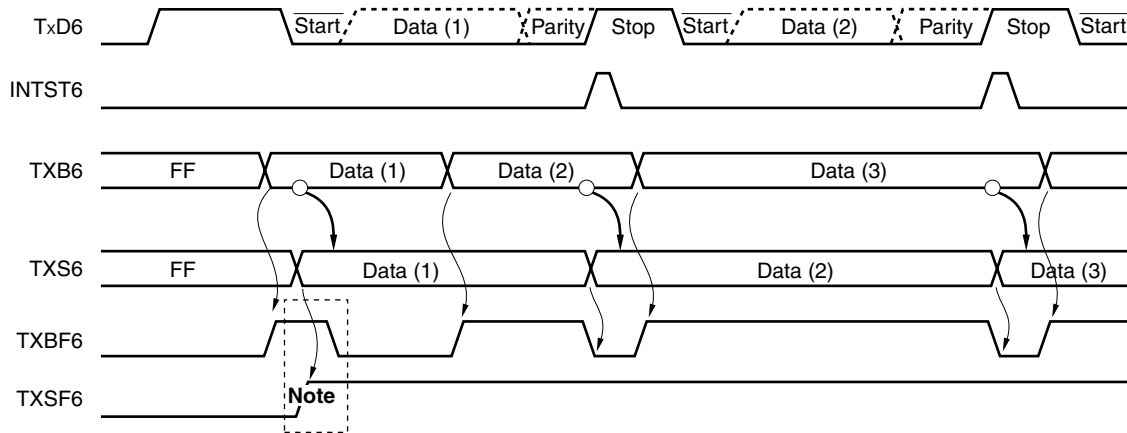 TxD6 Start Data (1) Parity Stop Start Data (2) Parity Stop Start
INTST6
TXB6 FF Data (1) Data (2) Data (3)
TXS6 FF Data (1) Data (2) Data (3)
TXBF6
TXSF6 Note